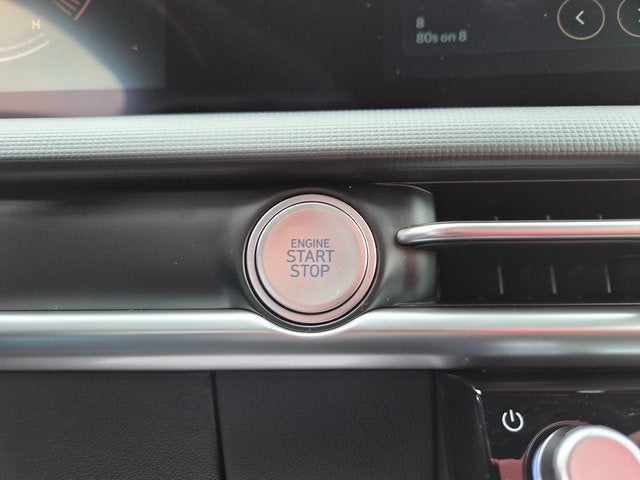 H
8
80s on 8
ENGINE
START
STOP